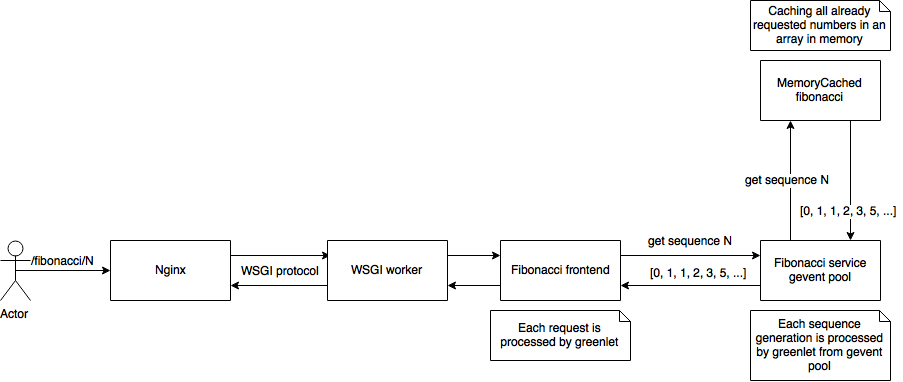 Caching all already
requested numbers in an
array in memory
MemoryCached
fibonacci
get sequence N
[0, 1, 1, 2, 3, 5, ...]
/fibonacci/N
Actor
Nginx
WSGI protocol
WSGI worker
Fibonacci frontend
get sequence N
[0, 1, 1, 2, 3, 5, ...]
Fibonacci service
gevent pool
Each request is
processed by greenlet
Each sequence
generation is processed
by greenlet from gevent
pool